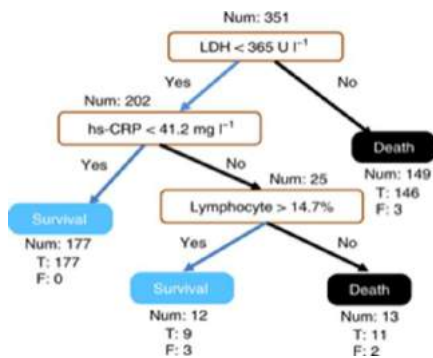 Num: 351
LDH < 365 U l⁻¹
Yes
No
Num: 202
hs-CRP < 41.2 mg l⁻¹
Death
Num: 149
T: 146
F: 3
Yes
No
Num: 25
Survival
Num: 177
T: 177
F: 0
Lymphocyte > 14.7%
Yes
No
Survival
Num: 12
T: 9
F: 3
Death
Num: 13
T: 11
F: 2